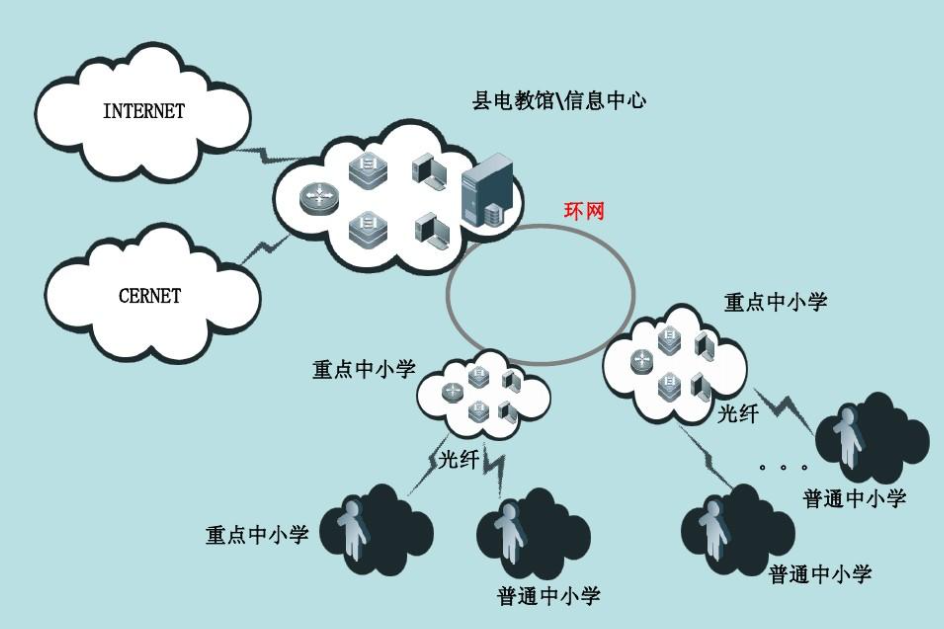 INTERNET
县电教馆\信息中心
环网
CERNET
重点中小学
重点中小学
光纤
光纤
。。。
普通中小学
重点中小学
普通中小学
普通中小学